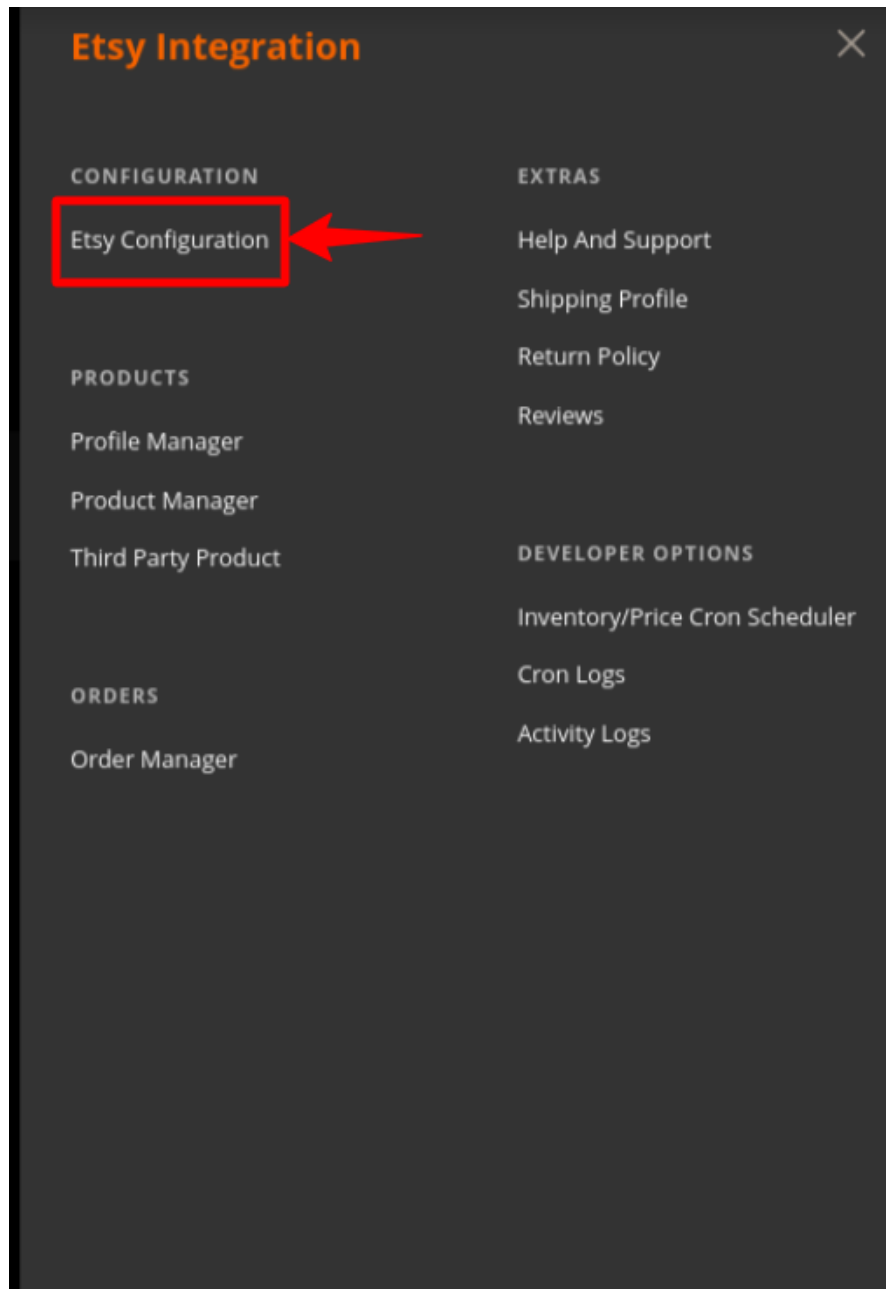 Etsy Integration
CONFIGURATION
Etsy Configuration
PRODUCTS
Profile Manager
Product Manager
Third Party Product
ORDERS
Order Manager
EXTRAS
Help And Support
Shipping Profile
Return Policy
Reviews
DEVELOPER OPTIONS
Inventory/Price Cron Scheduler
Cron Logs
Activity Logs